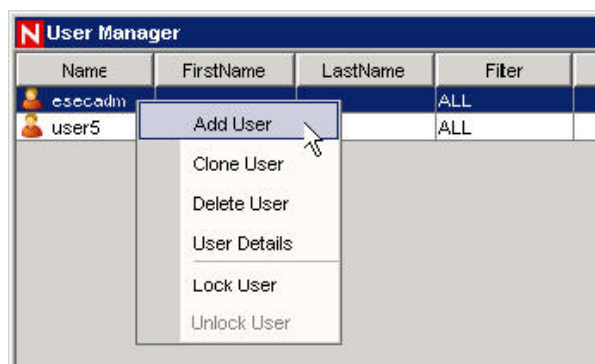 N User Manager
Name FirstName LastName Filter
esecadm ALL
user5 ALL
Add User
Clone User
Delete User
User Details
Lock User
Unlock User